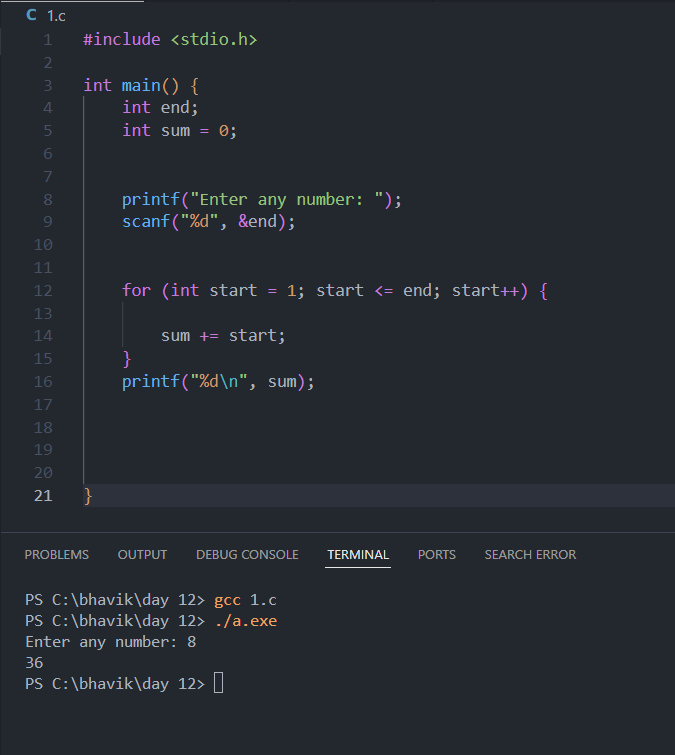 C 1.c
1 #include <stdio.h>
2
3 int main() {
4 int end;
5 int sum = 0;
6
7
8 printf("Enter any number: ");
9 scanf("%d", &end);
10
11
12 for (int start = 1; start <= end; start++) {
13
14 sum += start;
15 }
16 printf("%d\n", sum);
17
18
19
20
21 }
PROBLEMS OUTPUT DEBUG CONSOLE TERMINAL PORTS SEARCH ERROR
PS C:\bhavik\day 12> gcc 1.c
PS C:\bhavik\day 12> ./a.exe
Enter any number: 8
36
PS C:\bhavik\day 12>